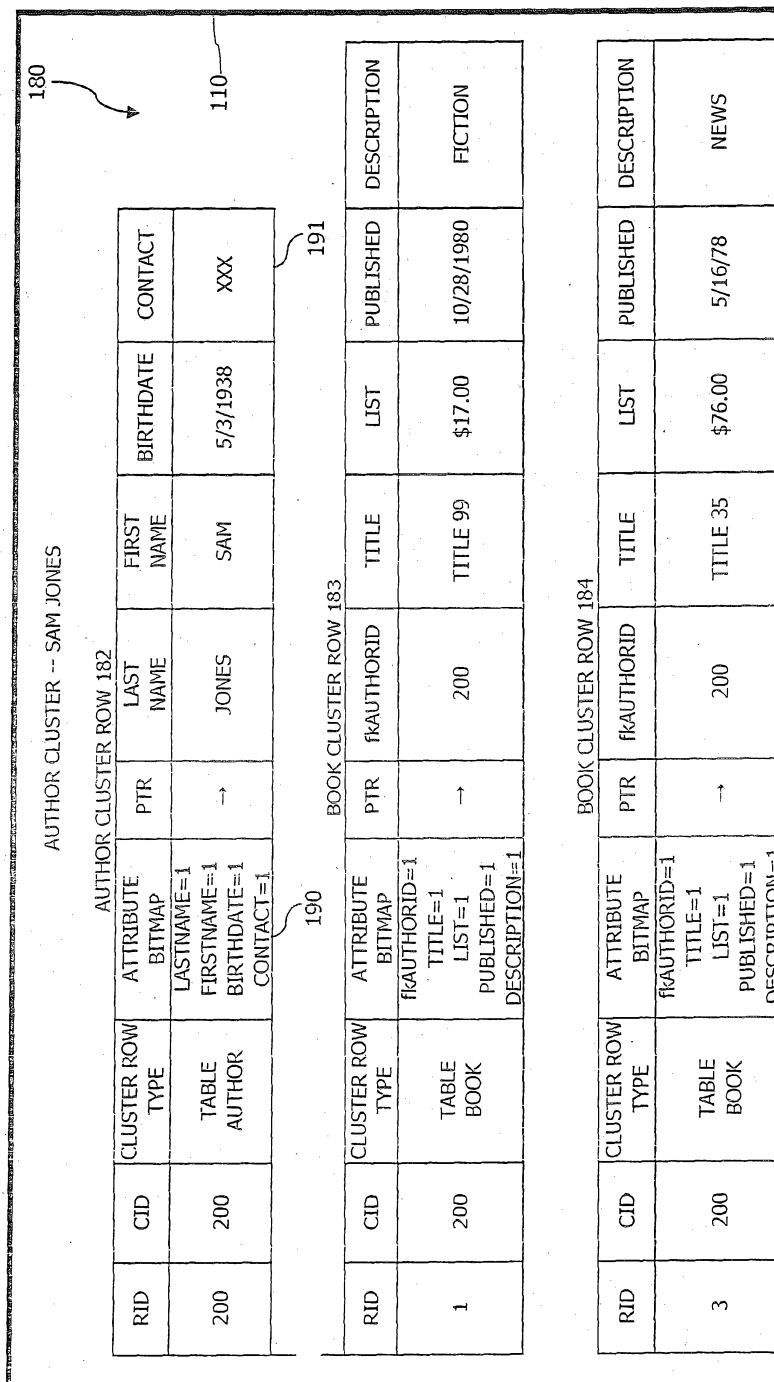 180
110
AUTHOR CLUSTER -- SAM JONES
AUTHOR CLUSTER ROW 182
RID CID CLUSTER ROW TYPE ATTRIBUTE BITMAP PTR LAST NAME FIRST NAME BIRTHDATE CONTACT
200 200 TABLE AUTHOR LASTNAME=1 FIRSTNAME=1 BIRTHDATE=1 CONTACT=1 → JONES SAM 5/3/1938 XXX
190
191
BOOK CLUSTER ROW 183
RID CID CLUSTER ROW TYPE ATTRIBUTE BITMAP PTR fkAUTHORID TITLE LIST PUBLISHED DESCRIPTION
1 200 TABLE BOOK fkAUTHORID=1 TITLE=1 LIST=1 PUBLISHED=1 DESCRIPTION=1 → 200 TITLE 99 $17.00 10/28/1980 FICTION
BOOK CLUSTER ROW 184
RID CID CLUSTER ROW TYPE ATTRIBUTE BITMAP PTR fkAUTHORID TITLE LIST PUBLISHED DESCRIPTION
3 200 TABLE BOOK fkAUTHORID=1 TITLE=1 LIST=1 PUBLISHED=1 DESCRIPTION=1 → 200 TITLE 35 $76.00 5/16/78 NEWS